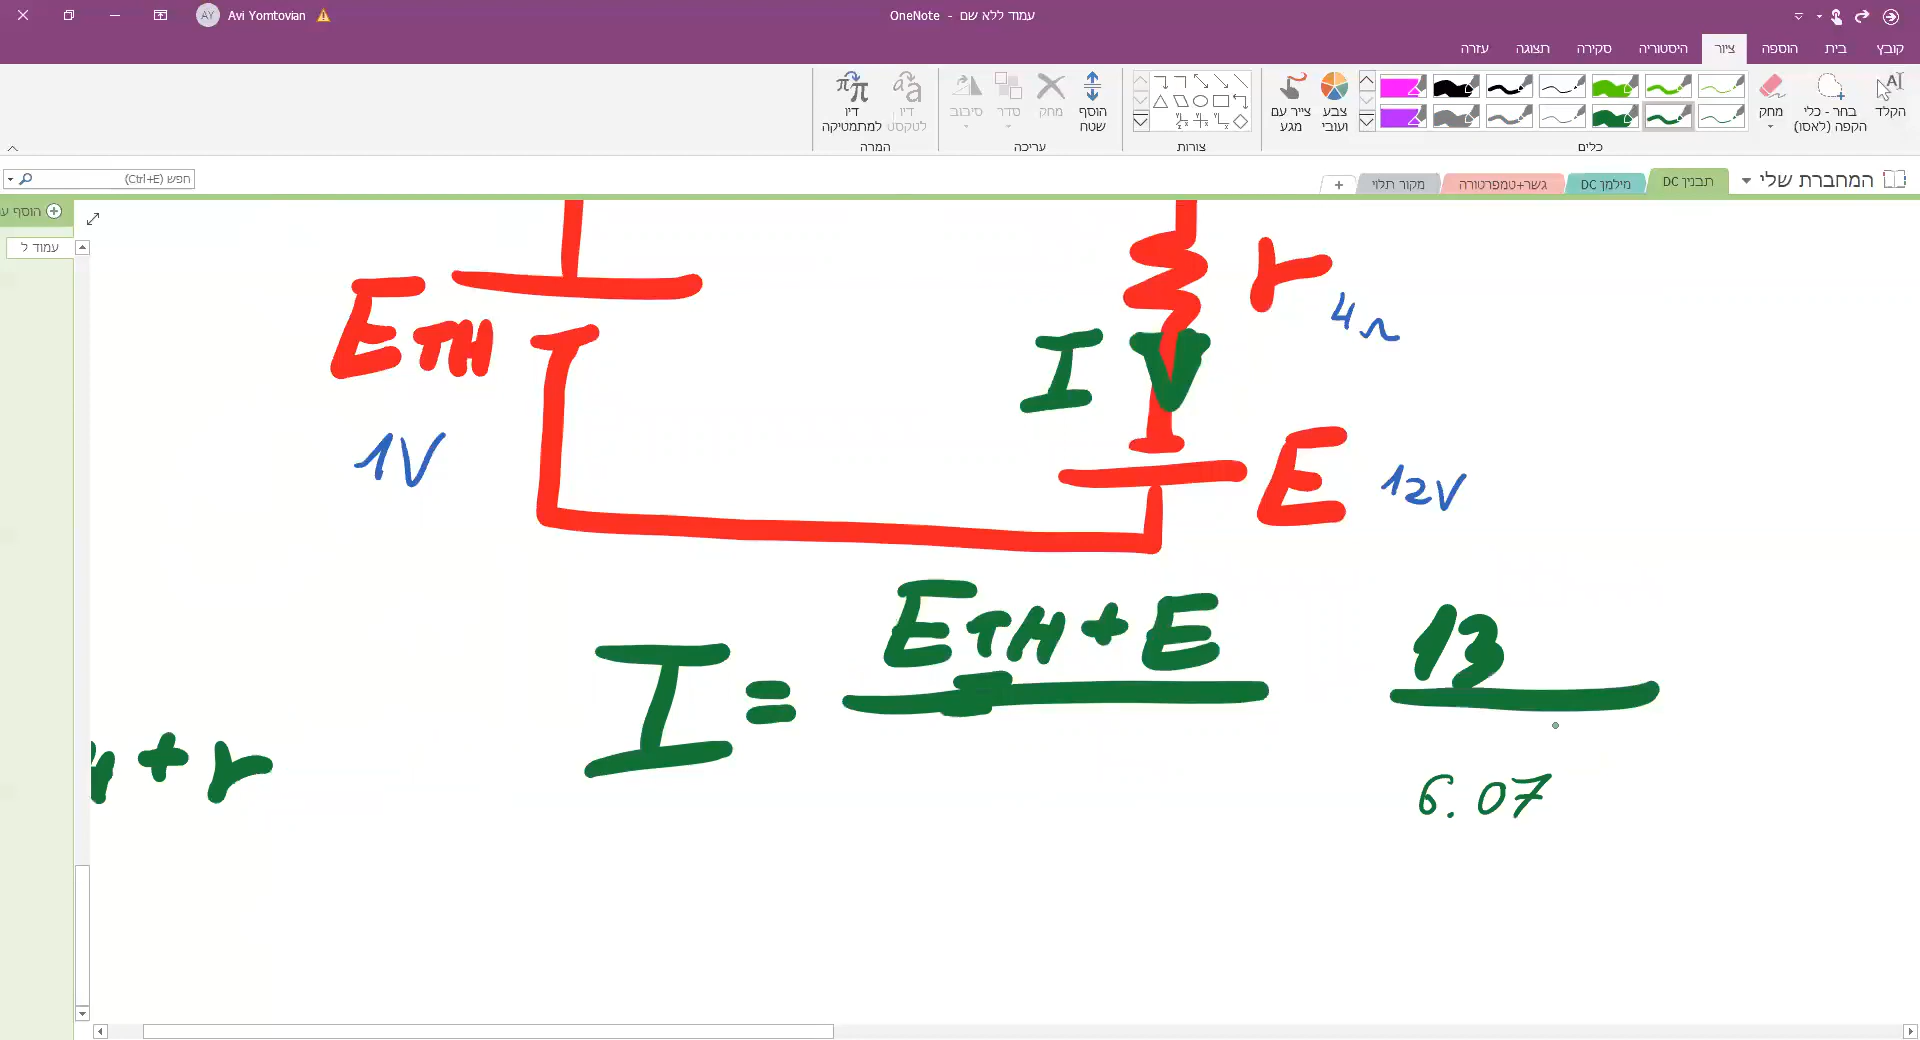 Avi Yomtovian
AY
עמוד ללא שם - OneNote
קובץ
בית
הוספה
ציור
היסטוריה
סקירה
תצוגה
עזרה
הקלד
בחר - כלי הקפה (לאסו)
מחק
כלים
צבע ועובי
צייר עם מגע
צורות
הוסף שטח
מחק
סדר
סיבוב
עריכה
דיו לטקסט
דיו למתמטיקה
המרה
המחברת שלי
תבנין DC
מילמן DC
גשר+טמפרטורה
מקור תלוי
חפש (Ctrl+E)
הוסף עמ
עמוד ל
r
4Ω
ETH
I
1V
E
12V
I = ETH+E
13
+r
6.07